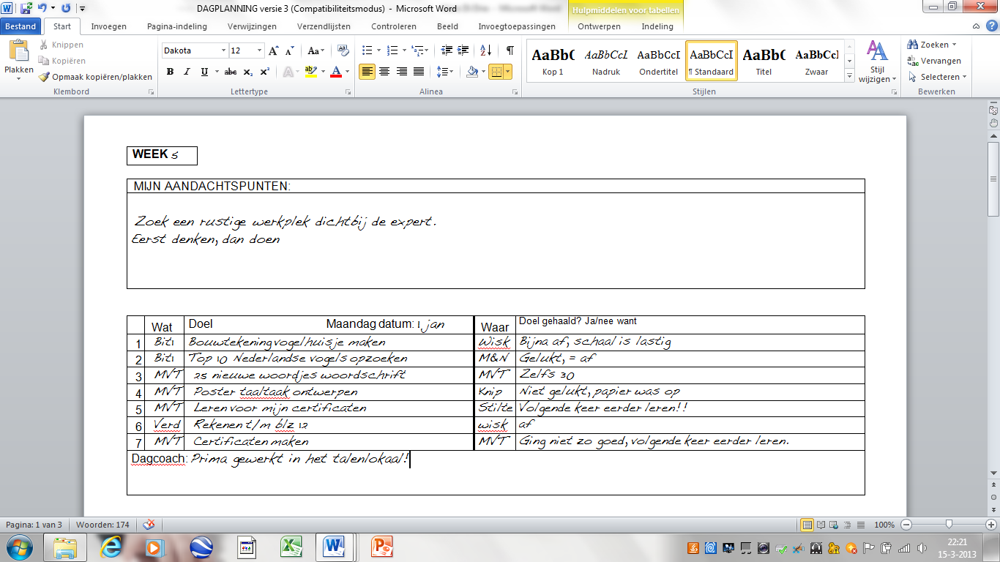 DAGPLANNING versie 3 (Compatibiliteitsmodus) - Microsoft Word
Hulpmiddelen voor tabellen
Bestand Start Invoegen Pagina-indeling Verwijzingen Verzendlijsten Controleren Beeld Invoegtoepassingen Ontwerpen Indeling
Plakken
Knippen
Kopiëren
Opmaak kopiëren/plakken
Klembord
Dakota 12
Lettertype
Alinea
AaBbC AaBbCcI AaBbCcI AaBbCcI AaBbC AaBbCcI
Kop 1 Nadruk Ondertitel ¶ Standaard Titel Zwaar
Stijlen
Stijl wijzigen
Zoeken
Vervangen
Selecteren
Bewerken
WEEK 5
MIJN AANDACHTSPUNTEN:
Zoek een rustige werkplek dichtbij de expert.
Eerst denken, dan doen
Wat Doel Maandag datum: 1 jan Waar Doel gehaald? Ja/nee want
1 Bit1 Bouwtekening vogelhuisje maken Wisk Bijna af, schaal is lastig
2 Bit1 Top 10 Nederlandse vogels opzoeken M&N Gelukt, = af
3 MVT 25 nieuwe woordjes woordschrift MVT Zelfs 30
4 MVT Poster taaltaak ontwerpen Knip Niet gelukt, papier was op
5 MVT Leren voor mijn certificaten Stilte Volgende keer eerder leren!!
6 Verd Rekenen t/m blz 12 wisk af
7 MVT Certificaten maken MVT Ging niet zo goed, volgende keer eerder leren.
Dagcoach: Prima gewerkt in het talenlokaal!
Pagina: 1 van 3 Woorden: 174 100%
22:21
15-3-2013